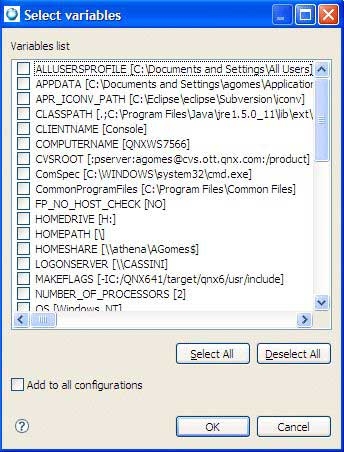 Select variables
Variables list
ALLUSERSPROFILE [C:\Documents and Settings\All Users]
APPDATA [C:\Documents and Settings\agomes\Application
APR_ICONV_PATH [C:\Eclipse\eclipse\Subversion\iconv]
CLASSPATH [.;C:\Program Files\Java\jre1.5.0_11\lib\ext\
CLIENTNAME [Console]
COMPUTERNAME [QNXWS7566]
CVSROOT [:pserver:agomes@cvs.ott.qnx.com:/product]
ComSpec [C:\WINDOWS\system32\cmd.exe]
CommonProgramFiles [C:\Program Files\Common Files]
FP_NO_HOST_CHECK [NO]
HOMEDRIVE [H:]
HOMEPATH [\]
HOMESHARE [\\athena\AGomes$]
LOGONSERVER [\\CASSINI]
MAKEFLAGS [-IC:/QNX641/target/qnx6/usr/include]
NUMBER_OF_PROCESSORS [2]
OS [Windows_NT]
Select All Deselect All
Add to all configurations
? OK Cancel